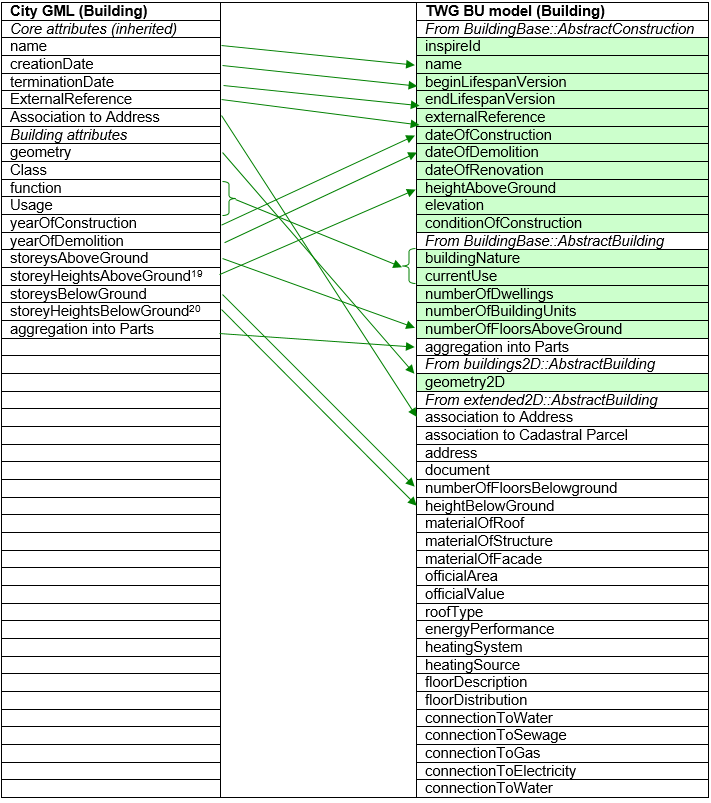 City GML (Building)
Core attributes (inherited)
name
creationDate
terminationDate
ExternalReference
Association to Address
Building attributes
geometry
Class
function
Usage
yearOfConstruction
yearOfDemolition
storeysAboveGround
storeyHeightsAboveGround19
storeysBelowGround
storeyHeightsBelowGround20
aggregation into Parts
TWG BU model (Building)
From BuildingBase::AbstractConstruction
inspireId
name
beginLifespanVersion
endLifespanVersion
externalReference
dateOfConstruction
dateOfDemolition
dateOfRenovation
heightAboveGround
elevation
conditionOfConstruction
From BuildingBase::AbstractBuilding
buildingNature
currentUse
numberOfDwellings
numberOfBuildingUnits
numberOfFloorsAboveGround
aggregation into Parts
From buildings2D::AbstractBuilding
geometry2D
From extended2D::AbstractBuilding
association to Address
association to Cadastral Parcel
address
document
numberOfFloorsBelowground
heightBelowGround
materialOfRoof
materialOfStructure
materialOfFacade
officialArea
officialValue
roofType
energyPerformance
heatingSystem
heatingSource
floorDescription
floorDistribution
connectionToWater
connectionToSewage
connectionToGas
connectionToElectricity
connectionToWater